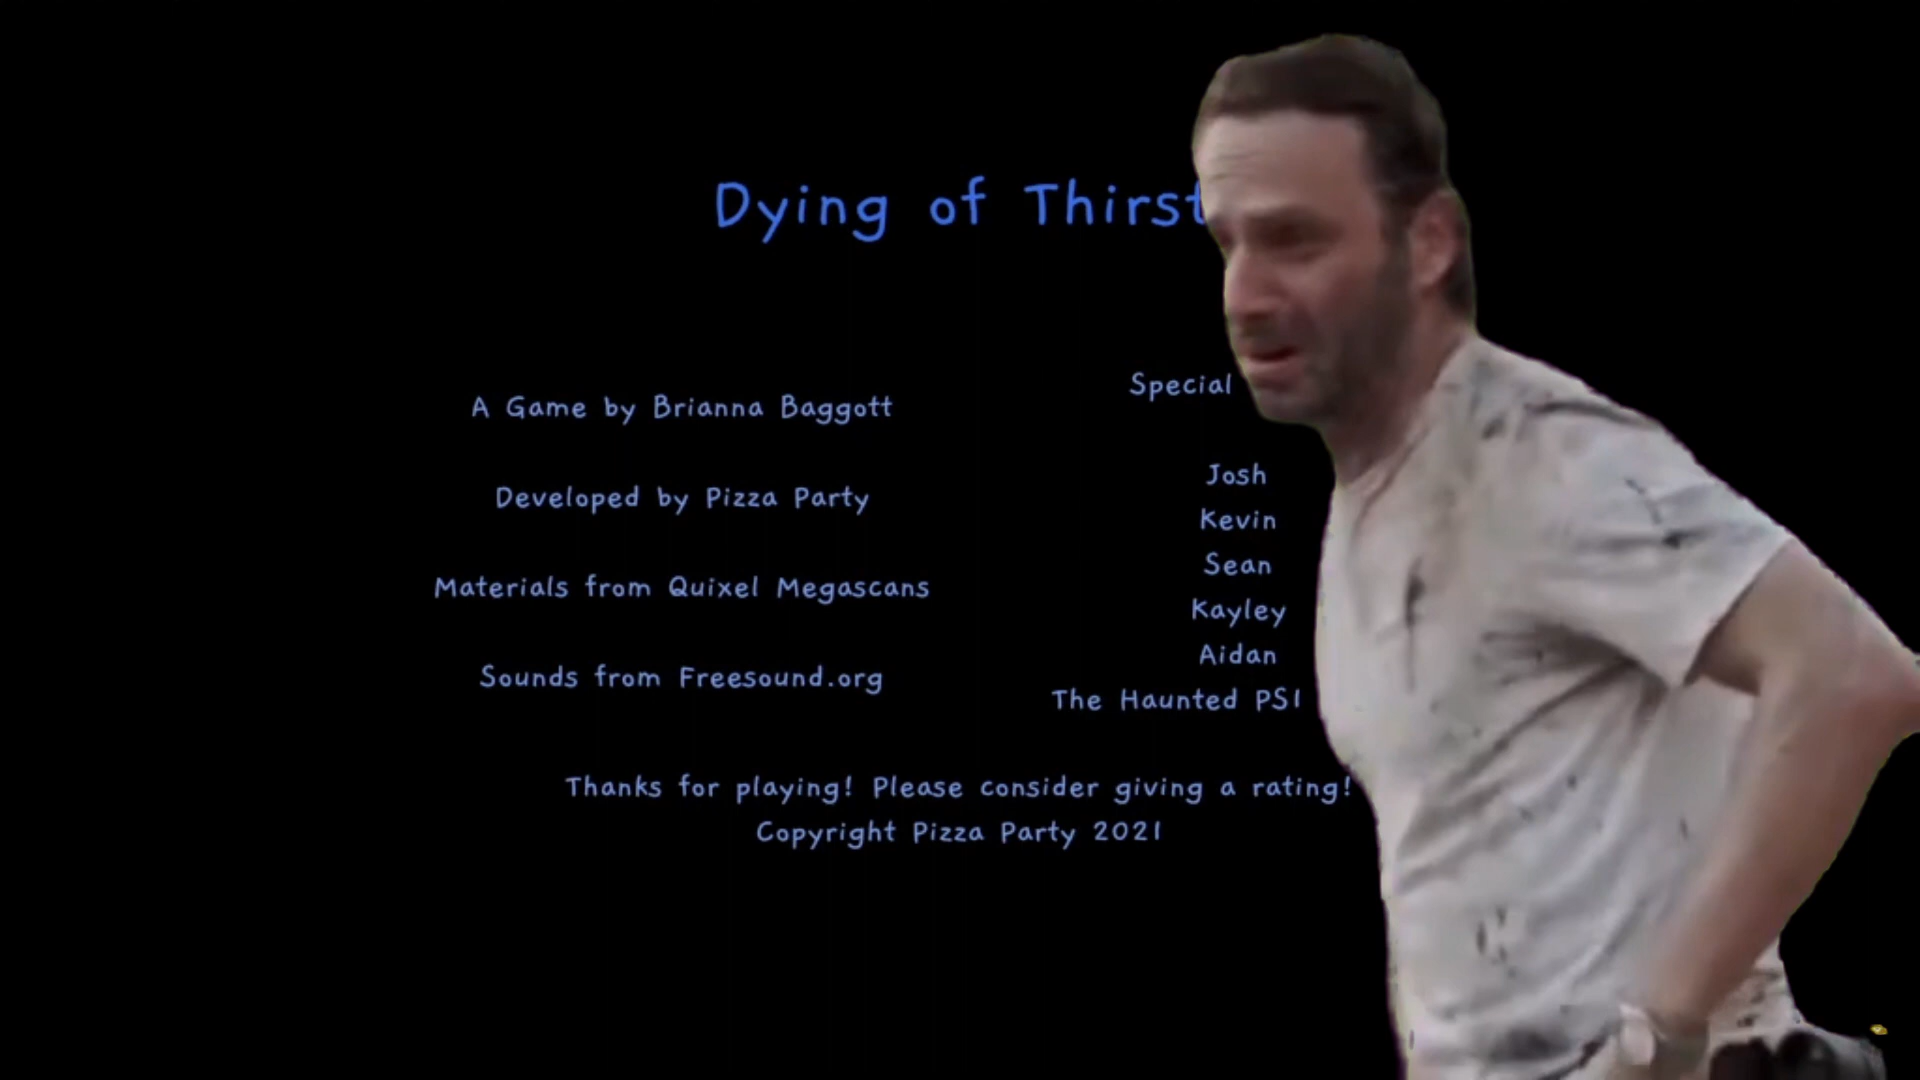 Dying of Thirst
A Game by Brianna Baggott
Developed by Pizza Party
Materials from Quixel Megascans
Sounds from Freesound.org
Special
Josh
Kevin
Sean
Kayley
Aidan
The Haunted PS1
Thanks for playing! Please consider giving a rating!
Copyright Pizza Party 2021